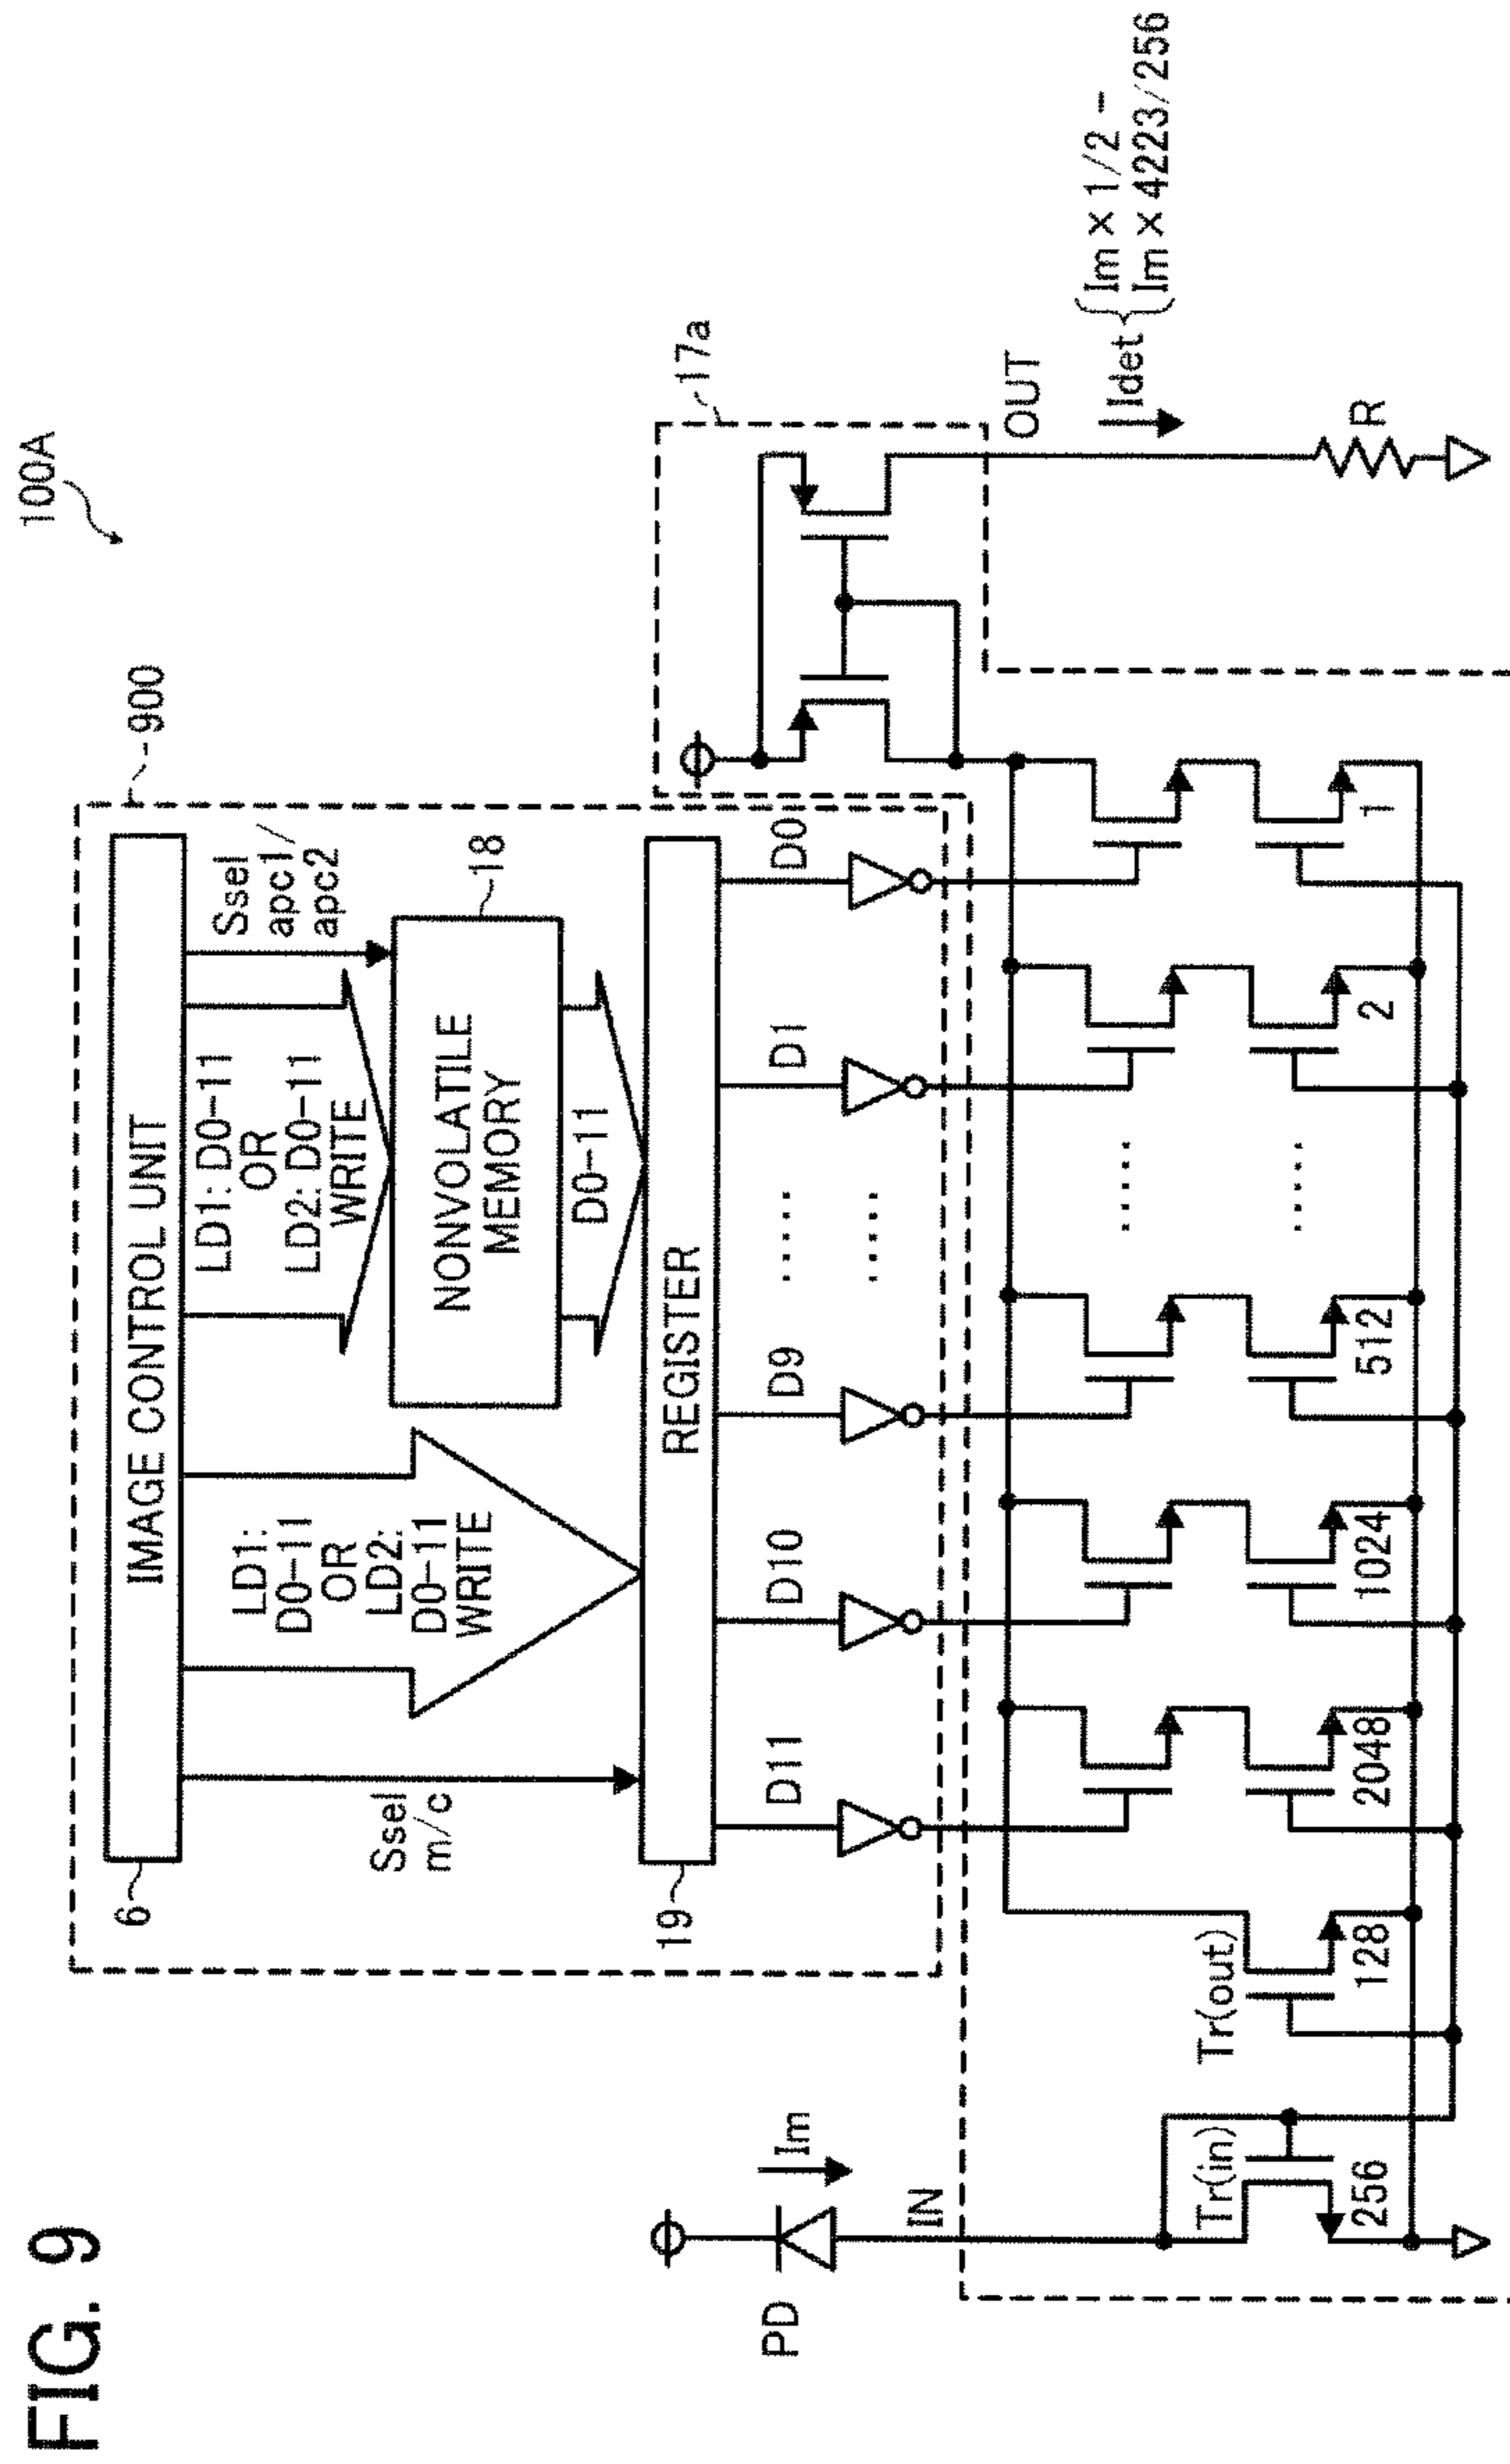 FIG. 9
100A
900
IMAGE CONTROL UNIT
6
Ssel
m/c
LD1:
D0-11
OR
LD2:
D0-11
WRITE
LD1: D0-11
OR
LD2: D0-11
WRITE
Ssel
apc1/
apc2
18
NONVOLATILE
MEMORY
D0-11
19
REGISTER
D11
D10
D9
.....
D1
D0
.....
17a
PD
Im
IN
OUT
Idet
Im × 1/2 -
Im × 4223/256
R
.....
Tr(in)
Tr(out)
.....
256
128
2048
1024
512
2
1